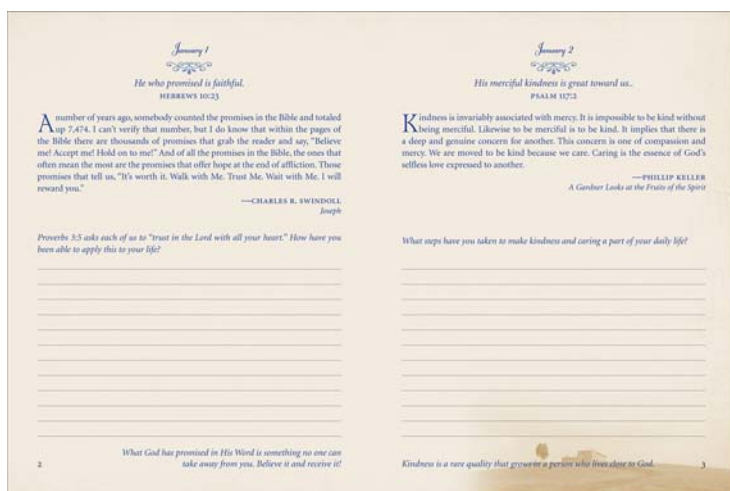 January 1
He who promised is faithful.
HEBREWS 10:23
A number of years ago, somebody counted the promises in the Bible and totaled
up 7,474. I can't verify that number, but I do know that within the pages of
the Bible there are thousands of promises that grab the reader and say, "Believe
me! Accept me! Hold on to me!" And of all the promises in the Bible, the ones that
often mean the most are the promises that offer hope at the end of affliction. Those
promises that tell us, "It's worth it. Walk with Me. Trust Me. Wait with Me. I will
reward you."
—CHARLES R. SWINDOLL
Joseph
Proverbs 3:5 asks each of us to "trust in the Lord with all your heart." How have you
been able to apply this to your life?
What God has promised in His Word is something no one can
take away from you. Believe it and receive it!
2
January 2
His merciful kindness is great toward us..
PSALM 117:2
Kindness is invariably associated with mercy. It is impossible to be kind without
being merciful. Likewise to be merciful is to be kind. It implies that there is
a deep and genuine concern for another. This concern is one of compassion and
mercy. We are moved to be kind because we care. Caring is the essence of God's
selfless love expressed to another.
—PHILLIP KELLER
A Gardner Looks at the Fruits of the Spirit
What steps have you taken to make kindness and caring a part of your daily life?
Kindness is a rare quality that grows in a person who lives close to God.
3